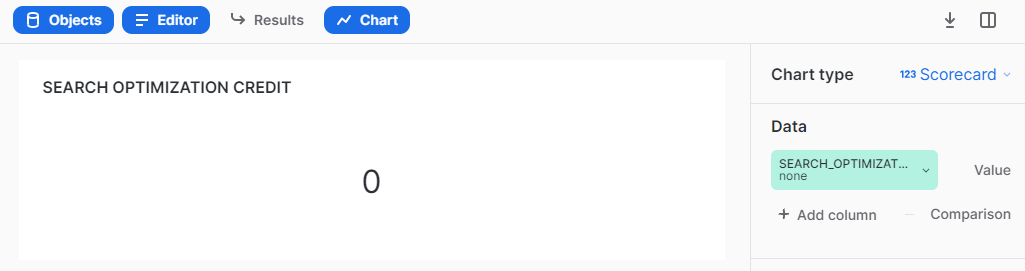 Objects Editor Results Chart
SEARCH OPTIMIZATION CREDIT
0
Chart type 123 Scorecard
Data
SEARCH_OPTIMIZAT...
none
Value
+ Add column — Comparison